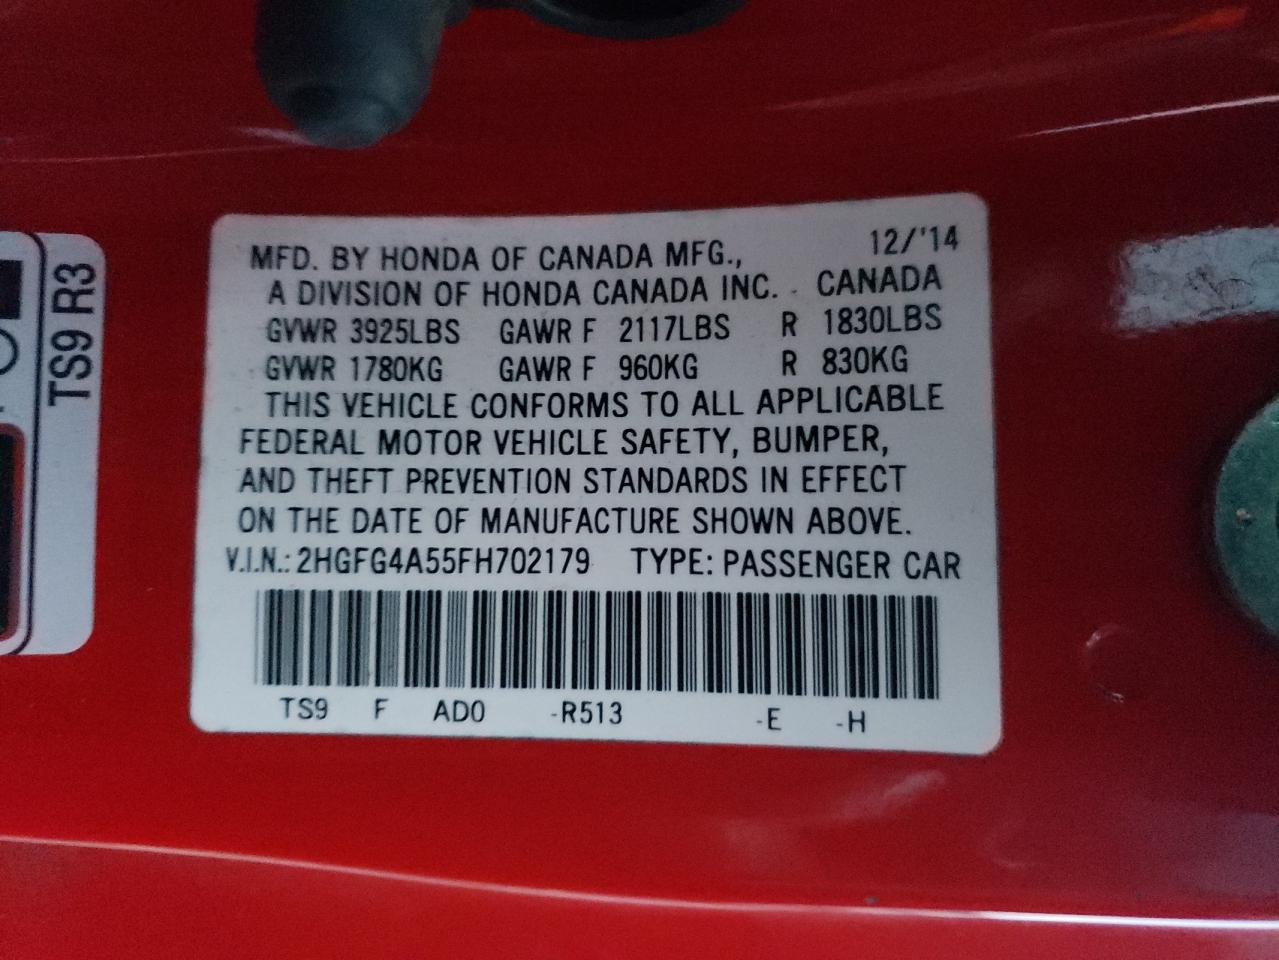 TS9 R3
MFD. BY HONDA OF CANADA MFG., 12/'14
A DIVISION OF HONDA CANADA INC. CANADA
GVWR 3925LBS GAWR F 2117LBS R 1830LBS
GVWR 1780KG GAWR F 960KG R 830KG
THIS VEHICLE CONFORMS TO ALL APPLICABLE
FEDERAL MOTOR VEHICLE SAFETY, BUMPER,
AND THEFT PREVENTION STANDARDS IN EFFECT
ON THE DATE OF MANUFACTURE SHOWN ABOVE.
V.I.N.: 2HGFG4A55FH702179 TYPE: PASSENGER CAR
TS9 F AD0 -R513 -E -H